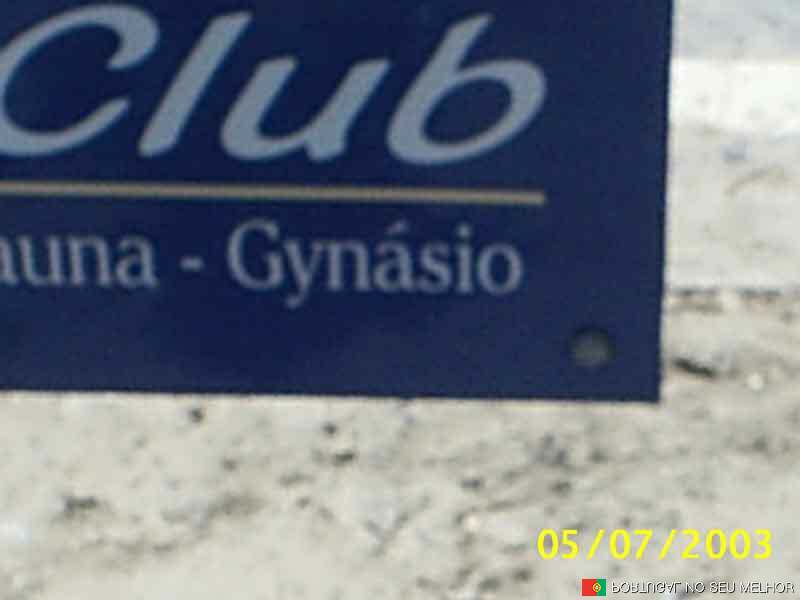 Club
auna - Gynásio
05/07/2003
PORTUGAL NO SEU MELHOR